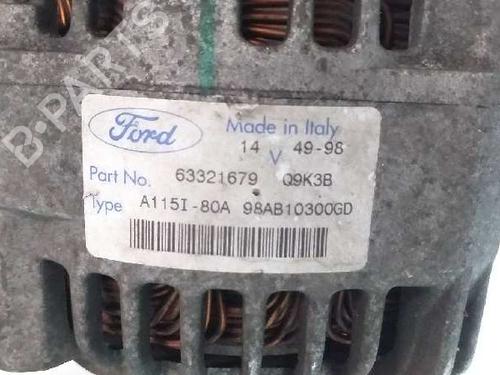 B-PARTS
Ford
Made in Italy
14 V 49-98
Part No. 63321679 Q9K3B
Type A115I-80A 98AB10300GD